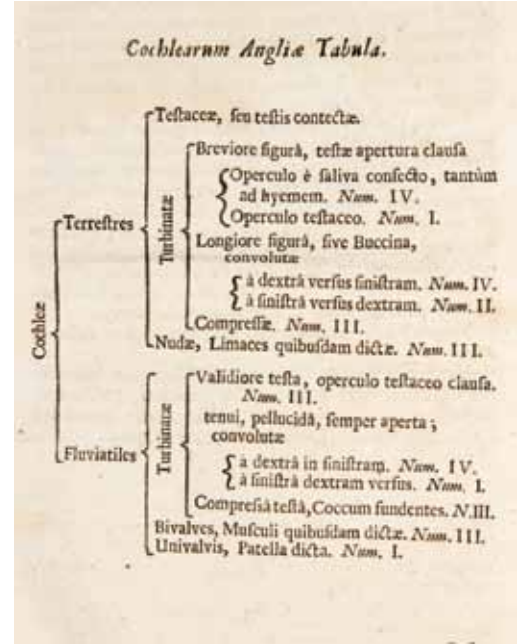 Cochlearum Angliæ Tabula.
Teſtaceæ, ſeu teſtis contectæ.
Breviore figurâ, teſtæ apertura clauſa
Operculo è ſaliva confecto, tantùm
ad hyemem. Num. IV.
Operculo teſtaceo. Num. I.
Terreſtres
Turbinatæ
Longiore figurâ, ſive Buccina,
convolutæ
à dextrâ verſus ſiniſtram. Num. IV.
à ſiniſtrâ verſus dextram. Num. II.
Compreſſæ. Num. III.
Nudæ, Limaces quibuſdam dictæ. Num. III.
Cochleæ
Validiore teſta, operculo teſtaceo clauſa.
Num. III.
tenui, pellucidâ, ſemper aperta;
convolutæ
Fluviatiles
Turbinatæ
à dextrâ in ſiniſtram. Num. IV.
à ſiniſtrâ dextram verſus. Num. I.
Compreſsâ teſtâ, Coccum fundentes. N. III.
Bivalves, Muſculi quibuſdam dictæ. Num. III.
Univalvis, Patella dicta. Num. I.